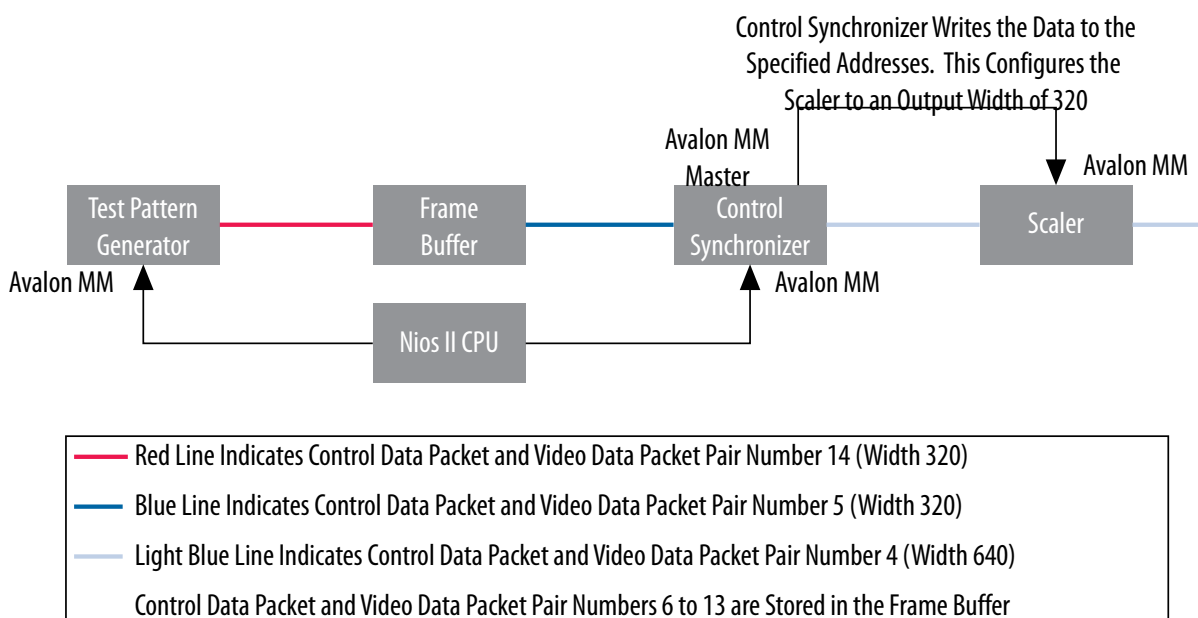 Control Synchronizer Writes the Data to the
Specified Addresses. This Configures the
Scaler to an Output Width of 320
Avalon MM
Master
Avalon MM
Test Pattern
Generator
Frame
Buffer
Control
Synchronizer
Scaler
Avalon MM
Avalon MM
Nios II CPU
Red Line Indicates Control Data Packet and Video Data Packet Pair Number 14 (Width 320)
Blue Line Indicates Control Data Packet and Video Data Packet Pair Number 5 (Width 320)
Light Blue Line Indicates Control Data Packet and Video Data Packet Pair Number 4 (Width 640)
Control Data Packet and Video Data Packet Pair Numbers 6 to 13 are Stored in the Frame Buffer